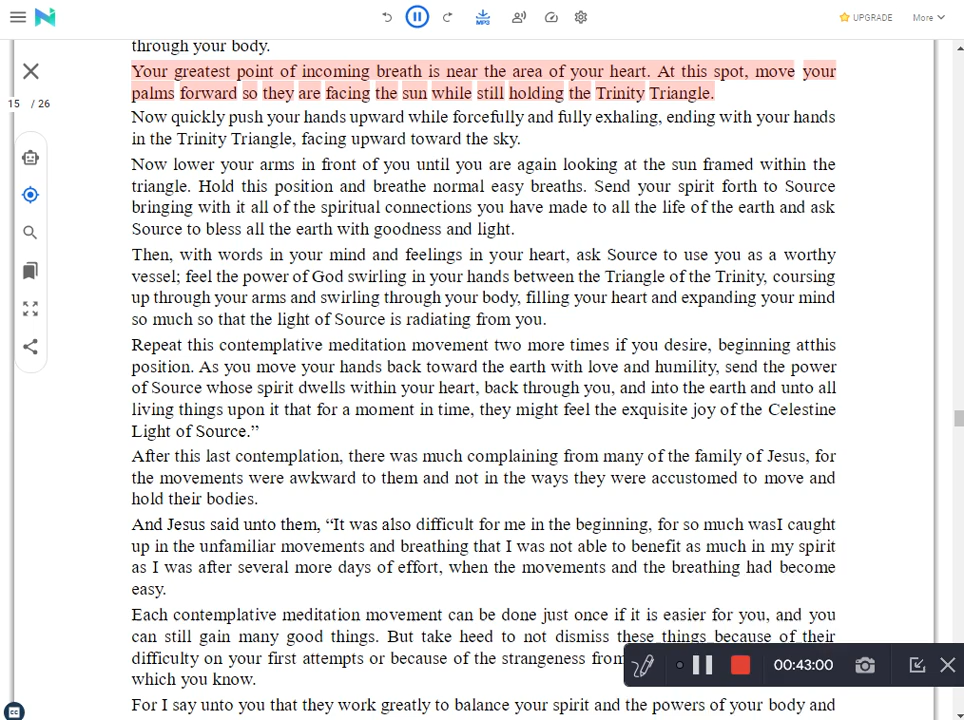 MP3
UPGRADE
More
15 / 26
through your body.
Your greatest point of incoming breath is near the area of your heart. At this spot, move your
palms forward so they are facing the sun while still holding the Trinity Triangle.
Now quickly push your hands upward while forcefully and fully exhaling, ending with your hands
in the Trinity Triangle, facing upward toward the sky.
Now lower your arms in front of you until you are again looking at the sun framed within the
triangle. Hold this position and breathe normal easy breaths. Send your spirit forth to Source
bringing with it all of the spiritual connections you have made to all the life of the earth and ask
Source to bless all the earth with goodness and light.
Then, with words in your mind and feelings in your heart, ask Source to use you as a worthy
vessel; feel the power of God swirling in your hands between the Triangle of the Trinity, coursing
up through your arms and swirling through your body, filling your heart and expanding your mind
so much so that the light of Source is radiating from you.
Repeat this contemplative meditation movement two more times if you desire, beginning atthis
position. As you move your hands back toward the earth with love and humility, send the power
of Source whose spirit dwells within your heart, back through you, and into the earth and unto all
living things upon it that for a moment in time, they might feel the exquisite joy of the Celestine
Light of Source.”
After this last contemplation, there was much complaining from many of the family of Jesus, for
the movements were awkward to them and not in the ways they were accustomed to move and
hold their bodies.
And Jesus said unto them, “It was also difficult for me in the beginning, for so much wasI caught
up in the unfamiliar movements and breathing that I was not able to benefit as much in my spirit
as I was after several more days of effort, when the movements and the breathing had become
easy.
Each contemplative meditation movement can be done just once if it is easier for you, and you
can still gain many good things. But take heed to not dismiss these things because of their
difficulty on your first attempts or because of the strangeness from
which you know.
For I say unto you that they work greatly to balance your spirit and the powers of your body and
00:43:00
CC